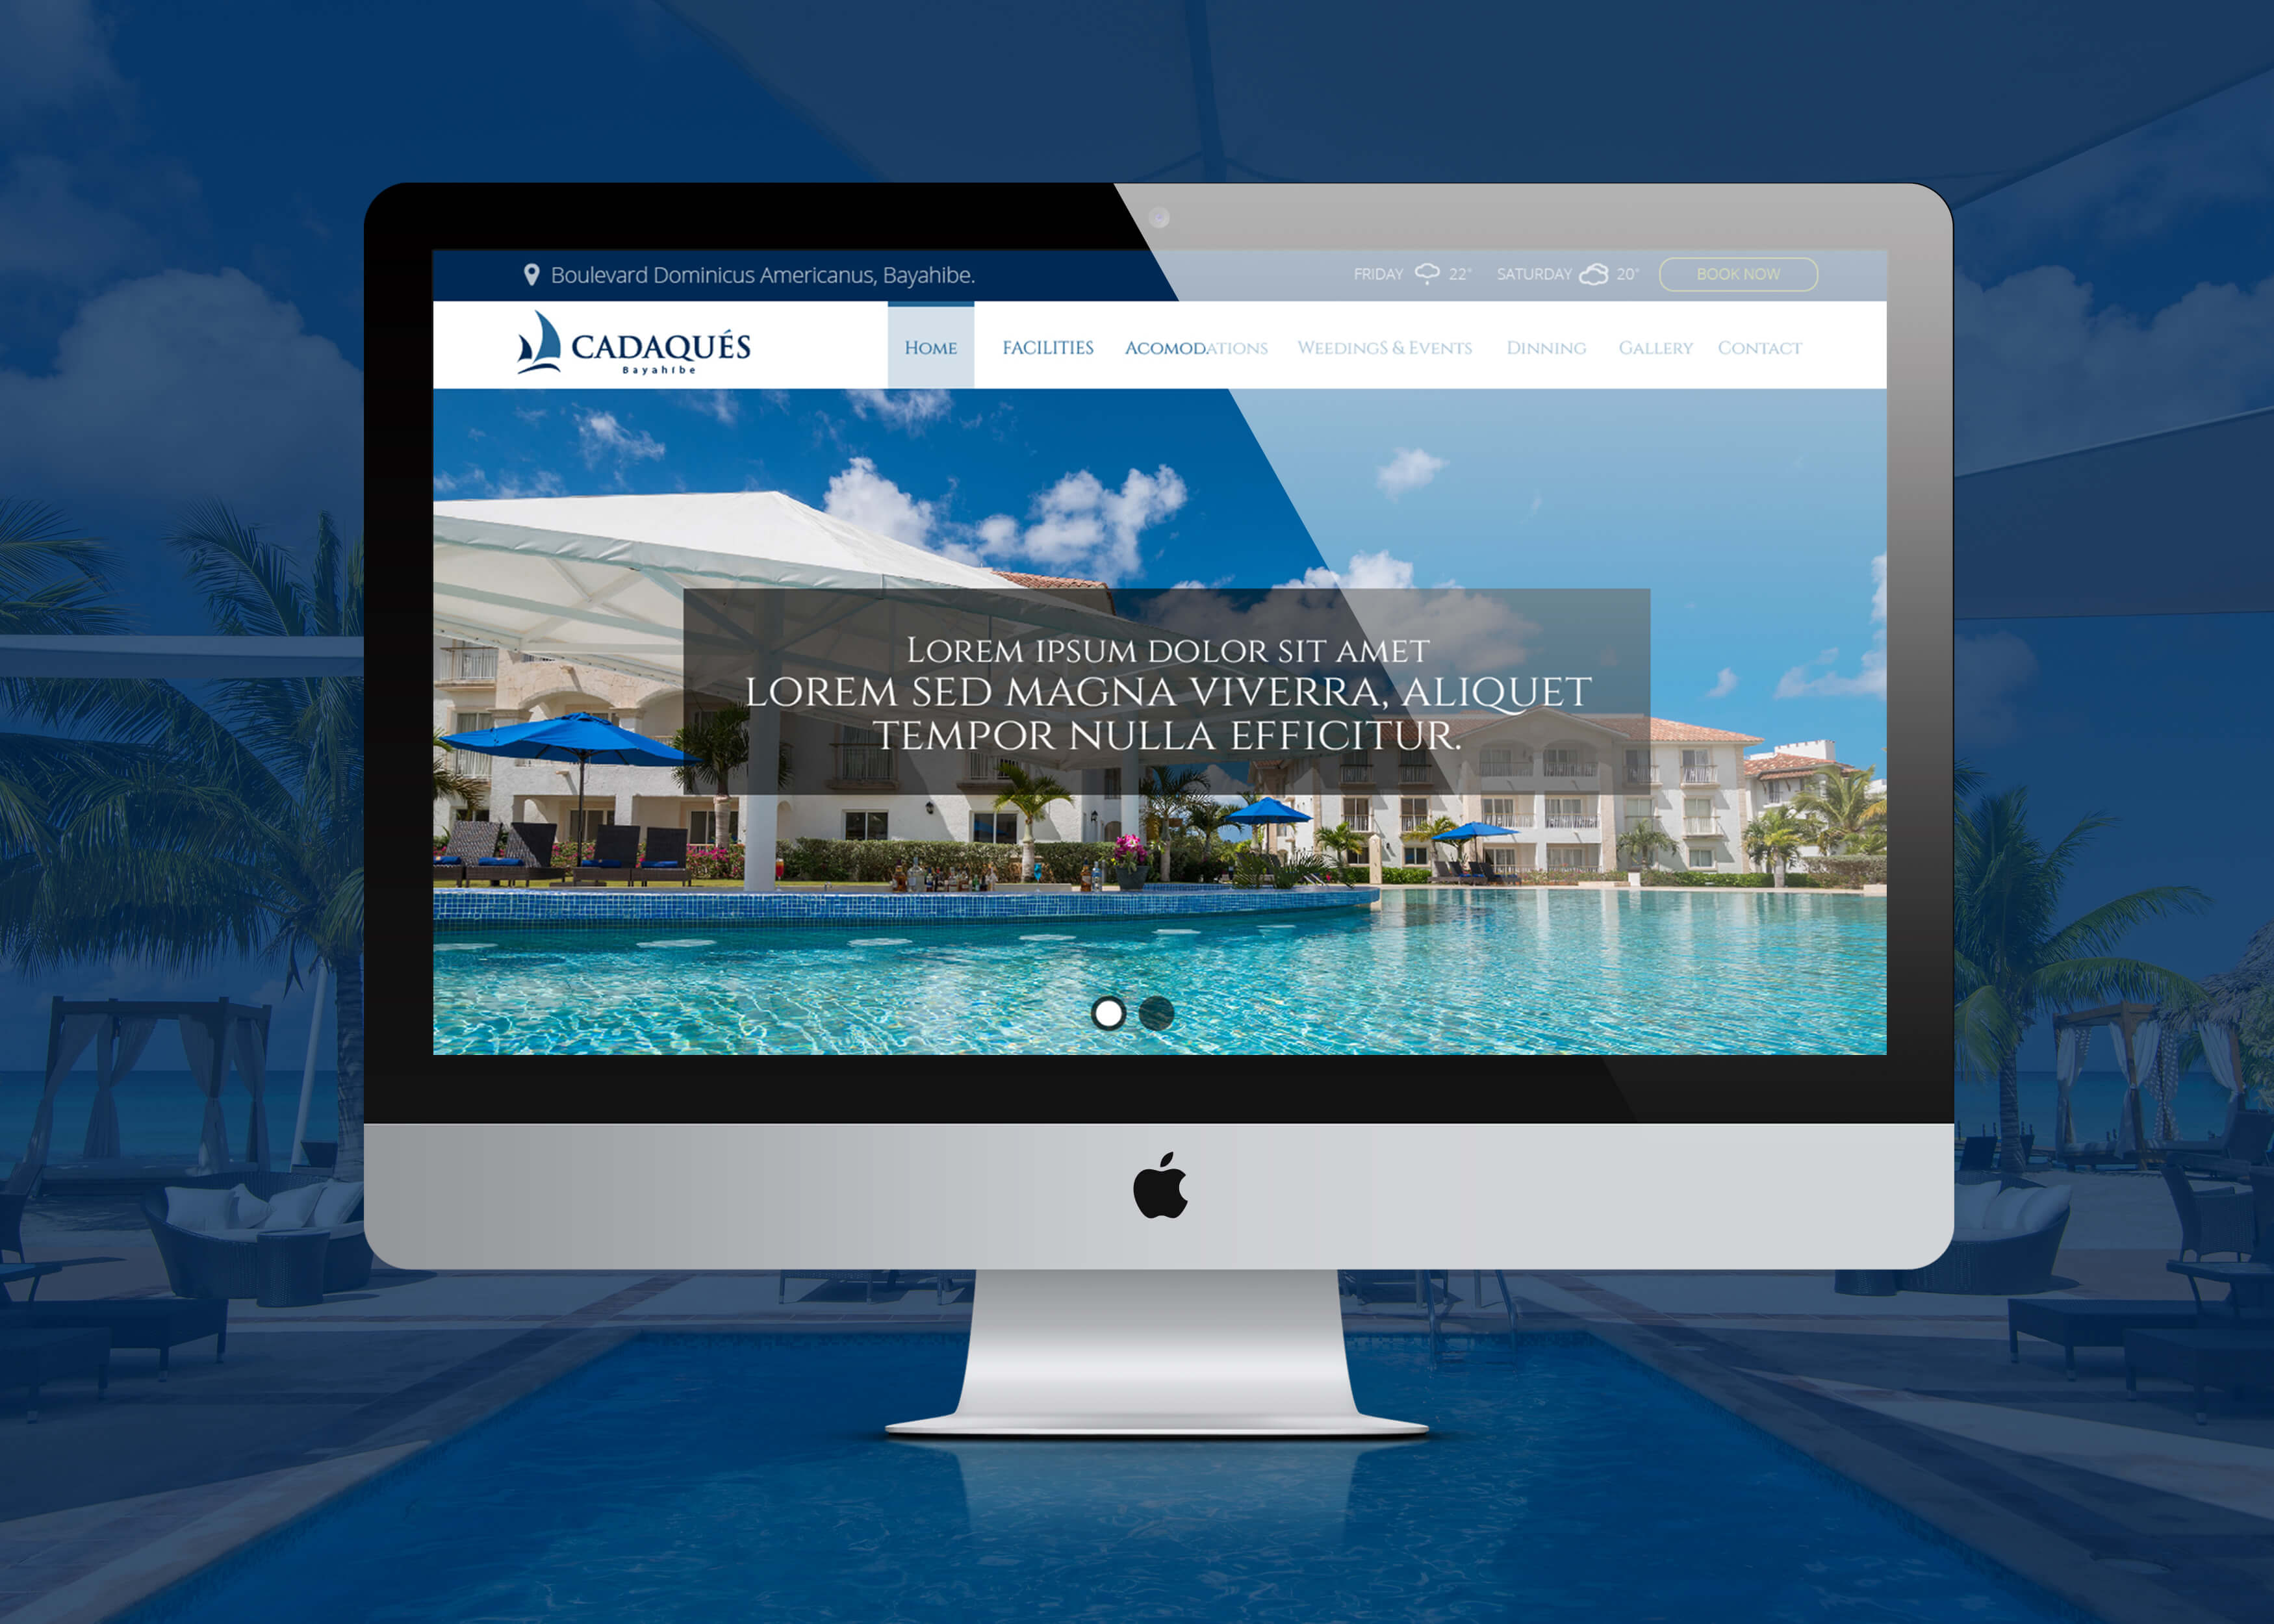 Boulevard Dominicus Americanus, Bayahibe.
FRIDAY 22° SATURDAY 20° BOOK NOW
CADAQUÉS
Bayahíbe
HOME FACILITIES ACOMODATIONS WEEDINGS & EVENTS DINNING GALLERY CONTACT
LOREM IPSUM DOLOR SIT AMET
LOREM SED MAGNA VIVERRA, ALIQUET
TEMPOR NULLA EFFICITUR.